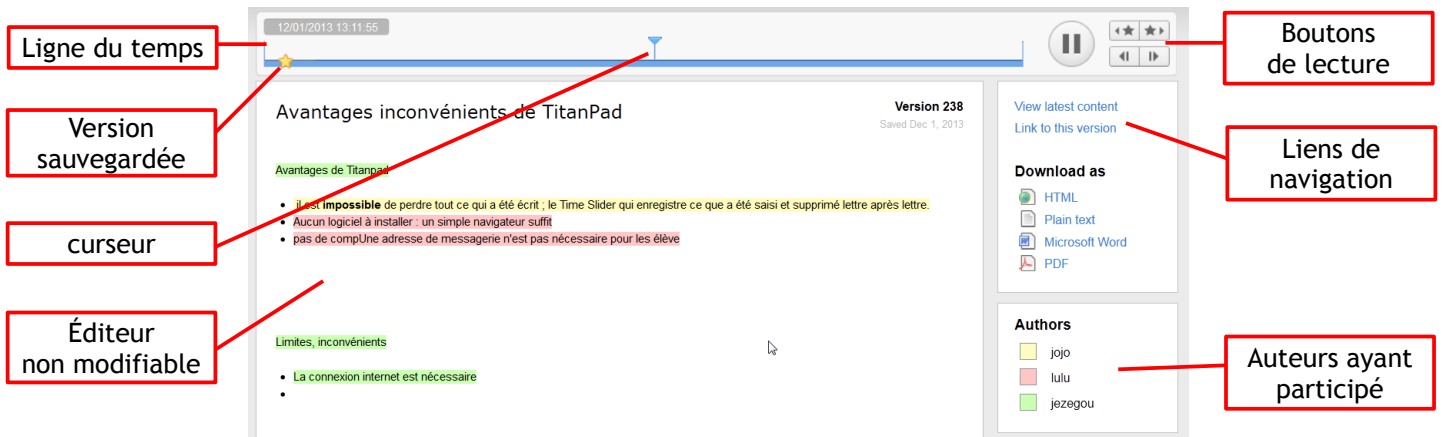 Ligne du temps
Version
sauvegardée
curseur
Éditeur
non modifiable
12/01/2013 13:11:55
Avantages inconvénients de TitanPad
Version 238
Saved Dec 1, 2013
Avantages de Titanpad
il est impossible de perdre tout ce qui a été écrit ; le Time Slider qui enregistre ce que a été saisi et supprimé lettre après lettre.
Aucun logiciel à installer : un simple navigateur suffit
pas de compUne adresse de messagerie n'est pas nécessaire pour les élève
Limites, inconvénients
La connexion internet est nécessaire
View latest content
Link to this version
Download as
HTML
Plain text
Microsoft Word
PDF
Authors
jojo
lulu
jezegou
Boutons
de lecture
Liens de
navigation
Auteurs ayant
participé